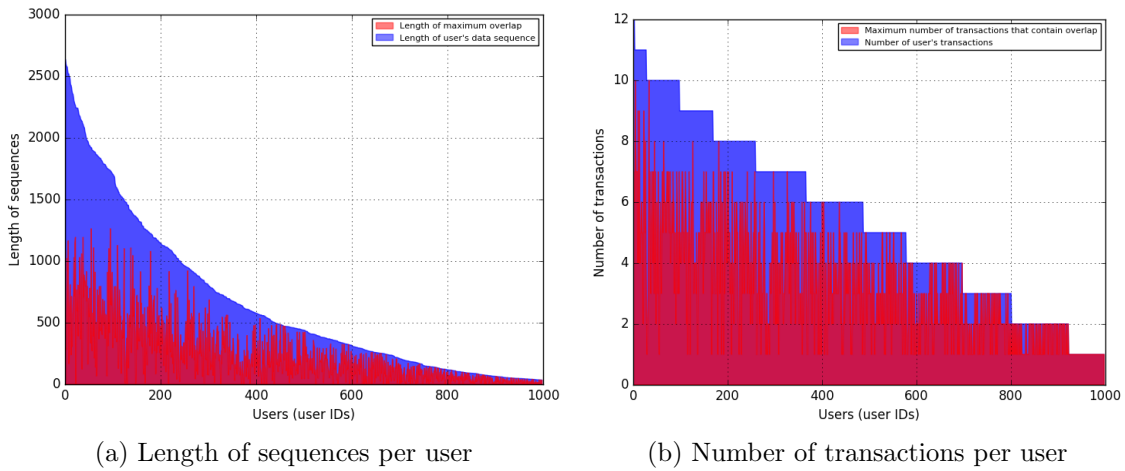 3000
2500
2000
1500
1000
500
0
Length of sequences
Length of maximum overlap
Length of user's data sequence
0 200 400 600 800 1000
Users (user IDs)
(a) Length of sequences per user
12
10
8
6
4
2
0
Number of transactions
Maximum number of transactions that contain overlap
Number of user's transactions
0 200 400 600 800 1000
Users (user IDs)
(b) Number of transactions per user